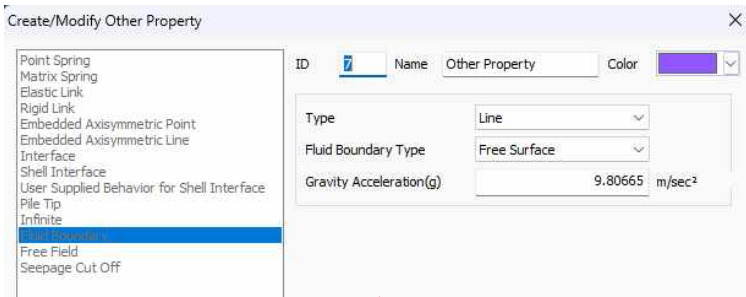 Create/Modify Other Property
Point Spring
Matrix Spring
Elastic Link
Rigid Link
Embedded Axisymmetric Point
Embedded Axisymmetric Line
Interface
Shell Interface
User Supplied Behavior for Shell Interface
Pile Tip
Infinite
Fluid Boundary
Free Field
Seepage Cut Off
ID 7 Name Other Property Color
Type Line
Fluid Boundary Type Free Surface
Gravity Acceleration(g) 9.80665 m/sec²